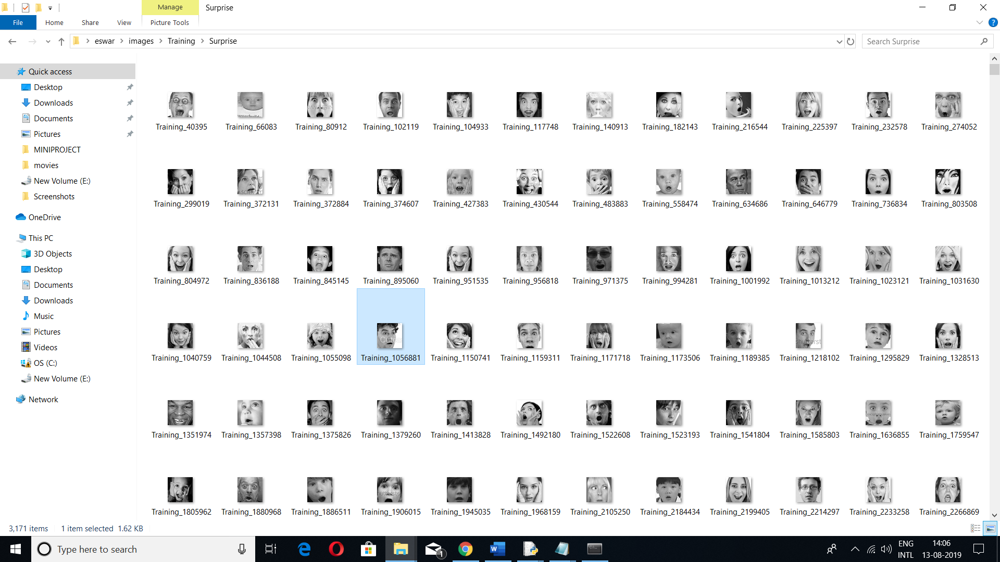 Manage
Surprise
File
Home
Share
View
Picture Tools
eswar
images
Training
Surprise
Search Surprise
Quick access
Desktop
Downloads
Documents
Pictures
MINIPROJECT
movies
New Volume (E:)
Screenshots
OneDrive
This PC
3D Objects
Desktop
Documents
Downloads
Music
Pictures
Videos
OS (C:)
New Volume (E:)
Network
Training_40395 Training_66083 Training_80912 Training_102119 Training_104933 Training_117748 Training_140913 Training_182143 Training_216544 Training_225397 Training_232578 Training_274052
Training_299019 Training_372131 Training_372884 Training_374607 Training_427383 Training_430544 Training_483883 Training_558474 Training_634686 Training_646779 Training_736834 Training_803508
Training_804972 Training_836188 Training_845145 Training_895060 Training_951535 Training_956818 Training_971375 Training_994281 Training_1001992 Training_1013212 Training_1023121 Training_1031630
Training_1040759 Training_1044508 Training_1055098 Training_1056881 Training_1150741 Training_1159311 Training_1171718 Training_1173506 Training_1189385 Training_1218102 Training_1295829 Training_1328513
Training_1351974 Training_1357398 Training_1375826 Training_1379260 Training_1413828 Training_1492180 Training_1522608 Training_1523193 Training_1541804 Training_1585803 Training_1636855 Training_1759547
Training_1805962 Training_1880968 Training_1886511 Training_1906015 Training_1945035 Training_1968159 Training_2105250 Training_2184434 Training_2199405 Training_2214297 Training_2233258 Training_2266869
3,171 items 1 item selected 1.62 KB
Type here to search
1
ENG
INTL
14:06
13-08-2019